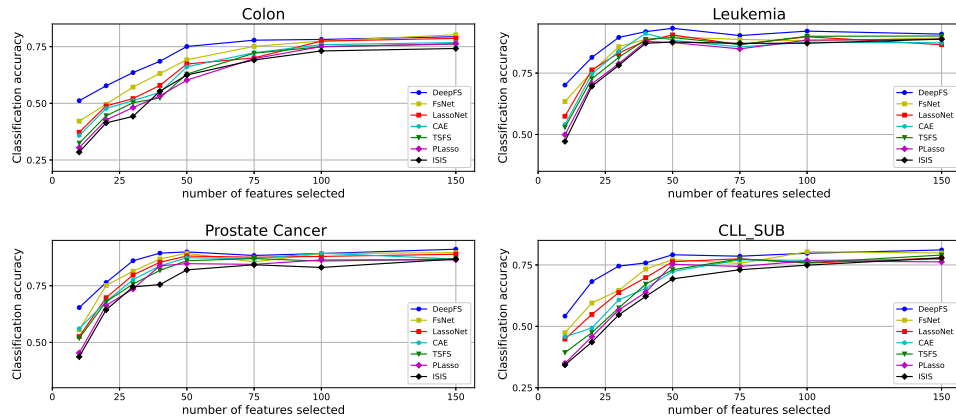 Colon
Classification accuracy
0.75
0.50
0.25
0 25 50 75 100 125 150
number of features selected
DeepFS
FsNet
LassoNet
CAE
TSFS
PLasso
ISIS
Leukemia
Classification accuracy
0.75
0.50
0 25 50 75 100 125 150
number of features selected
DeepFS
FsNet
LassoNet
CAE
TSFS
PLasso
ISIS
Prostate Cancer
Classification accuracy
0.75
0.50
0 25 50 75 100 125 150
number of features selected
DeepFS
FsNet
LassoNet
CAE
TSFS
PLasso
ISIS
CLL_SUB
Classification accuracy
0.75
0.50
0.25
0 25 50 75 100 125 150
number of features selected
DeepFS
FsNet
LassoNet
CAE
TSFS
PLasso
ISIS